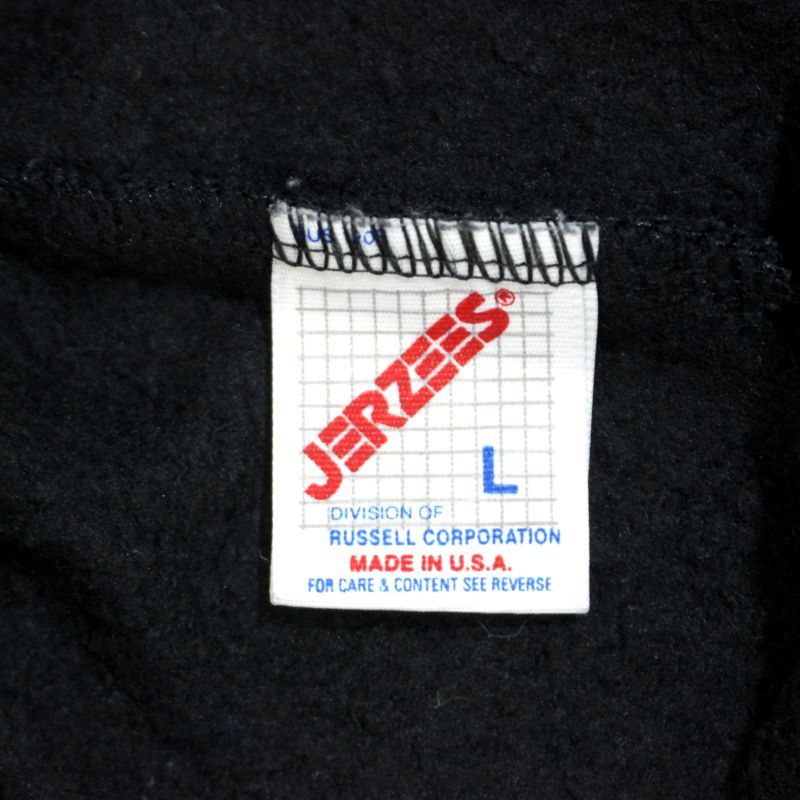 JERZEES®
L
DIVISION OF
RUSSELL CORPORATION
MADE IN U.S.A.
FOR CARE & CONTENT SEE REVERSE